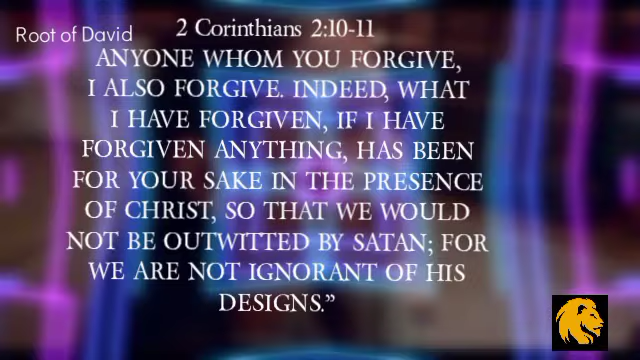 Root of David
2 Corinthians 2:10-11
ANYONE WHOM YOU FORGIVE,
I ALSO FORGIVE. INDEED, WHAT
I HAVE FORGIVEN, IF I HAVE
FORGIVEN ANYTHING, HAS BEEN
FOR YOUR SAKE IN THE PRESENCE
OF CHRIST, SO THAT WE WOULD
NOT BE OUTWITTED BY SATAN; FOR
WE ARE NOT IGNORANT OF HIS
DESIGNS.”